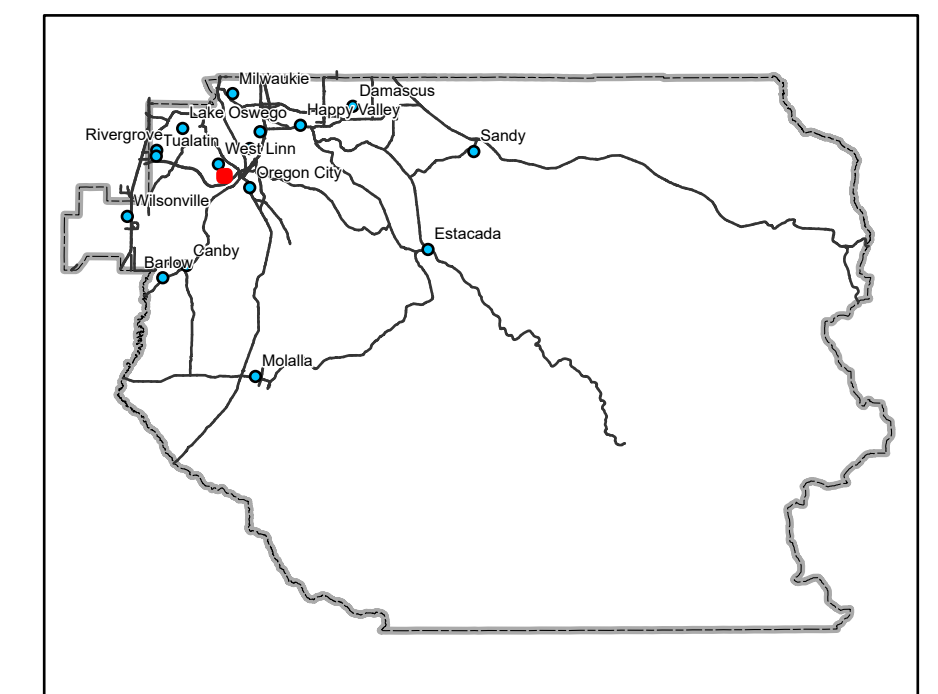 Milwaukie
Damascus
Lake Oswego
Happy Valley
Rivergrove
Tualatin
West Linn
Sandy
Oregon City
Wilsonville
Estacada
Canby
Barlow
Molalla